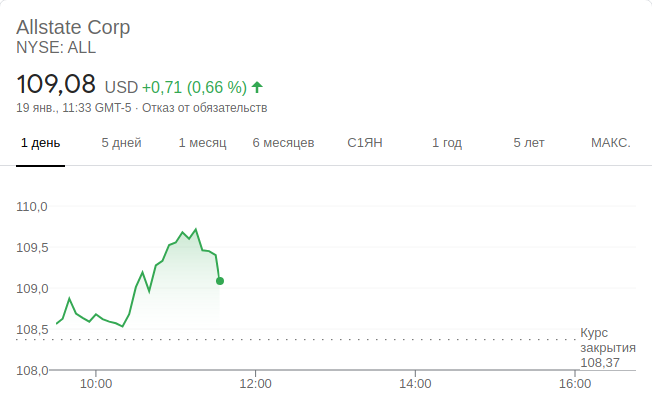 Allstate Corp
NYSE: ALL
109,08 USD +0,71 (0,66 %)
19 янв., 11:33 GMT-5 · Отказ от обязательств
1 день 5 дней 1 месяц 6 месяцев С1ЯН 1 год 5 лет МАКС.
110,0
109,5
109,0
108,5
Курс
закрытия
108,37
108,0
10:00 12:00 14:00 16:00